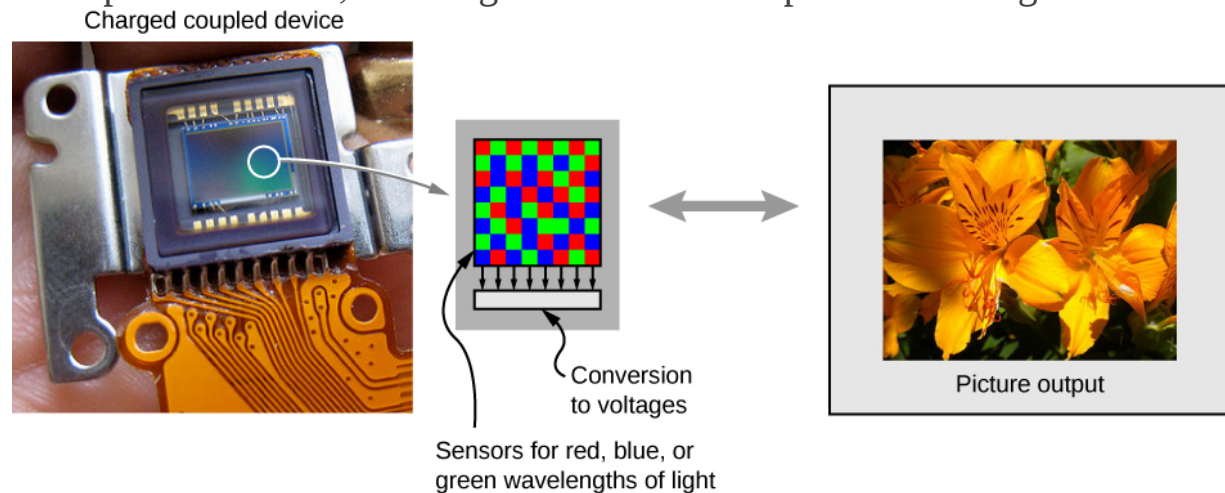 Charged coupled device
Conversion
to voltages
Sensors for red, blue, or
green wavelengths of light
Picture output